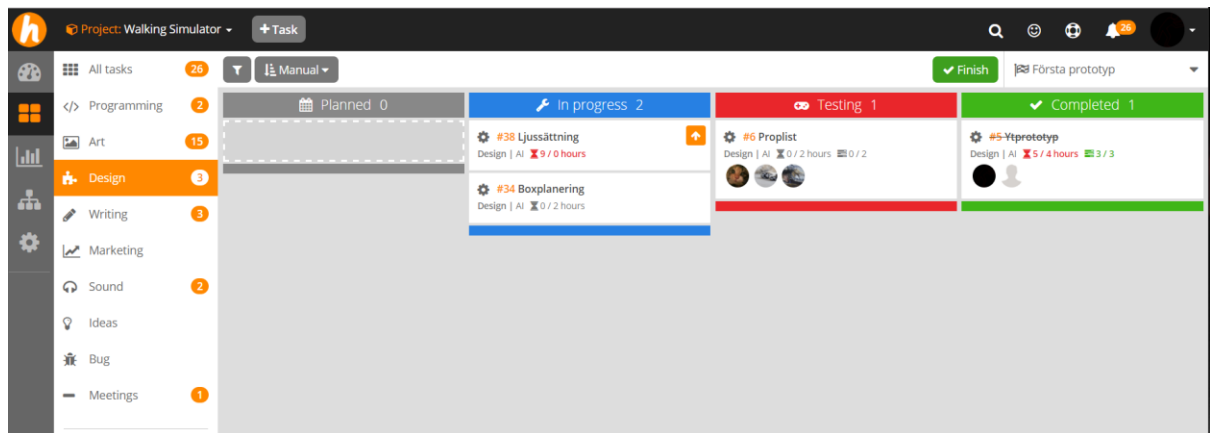 h Project: Walking Simulator Task 26
All tasks 26
Programming 2
Art 15
Design 3
Writing 3
Marketing
Sound 2
Ideas
Bug
Meetings 1
Manual Finish Första prototyp
Planned 0
In progress 2
#38 Ljussättning
Design | AI 9 / 0 hours
#34 Boxplanering
Design | AI 0 / 2 hours
Testing 1
#6 Proplist
Design | AI 0 / 2 hours 0 / 2
Completed 1
#5 Ytprototyp
Design | AI 5 / 4 hours 3 / 3